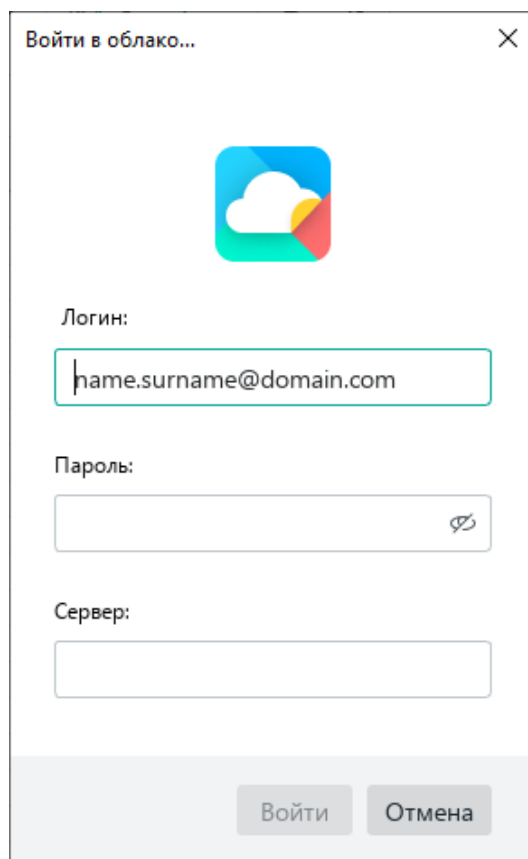 Войти в облако...
Логин:
name.surname@domain.com
Пароль:
Сервер:
Войти
Отмена